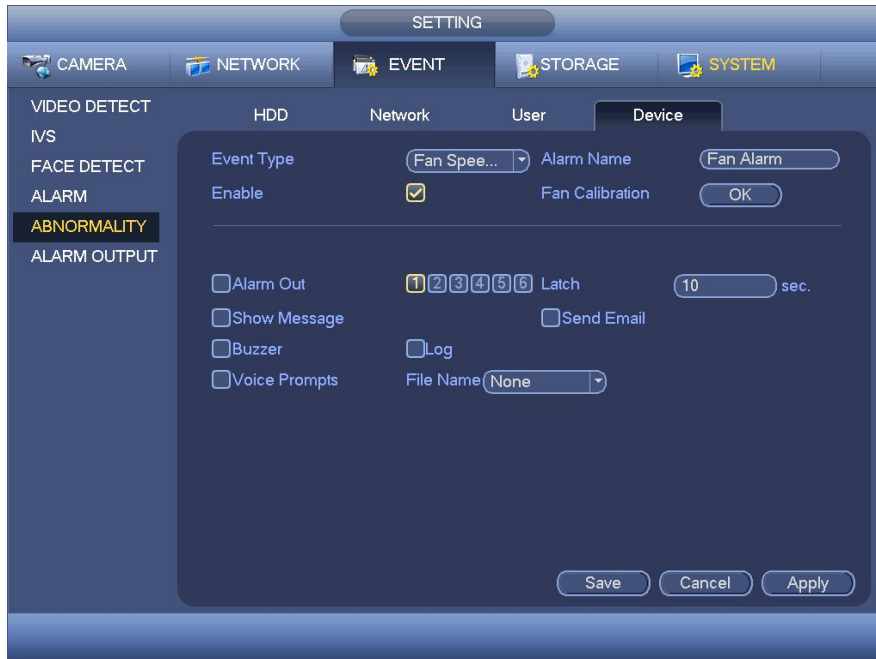 SETTING
CAMERA NETWORK EVENT STORAGE SYSTEM
VIDEO DETECT
IVS
FACE DETECT
ALARM
ABNORMALITY
ALARM OUTPUT
HDD Network User Device
Event Type Fan Spee... Alarm Name Fan Alarm
Enable Fan Calibration OK
Alarm Out 1 2 3 4 5 6 Latch 10 sec.
Show Message Send Email
Buzzer Log
Voice Prompts File Name None
Save Cancel Apply